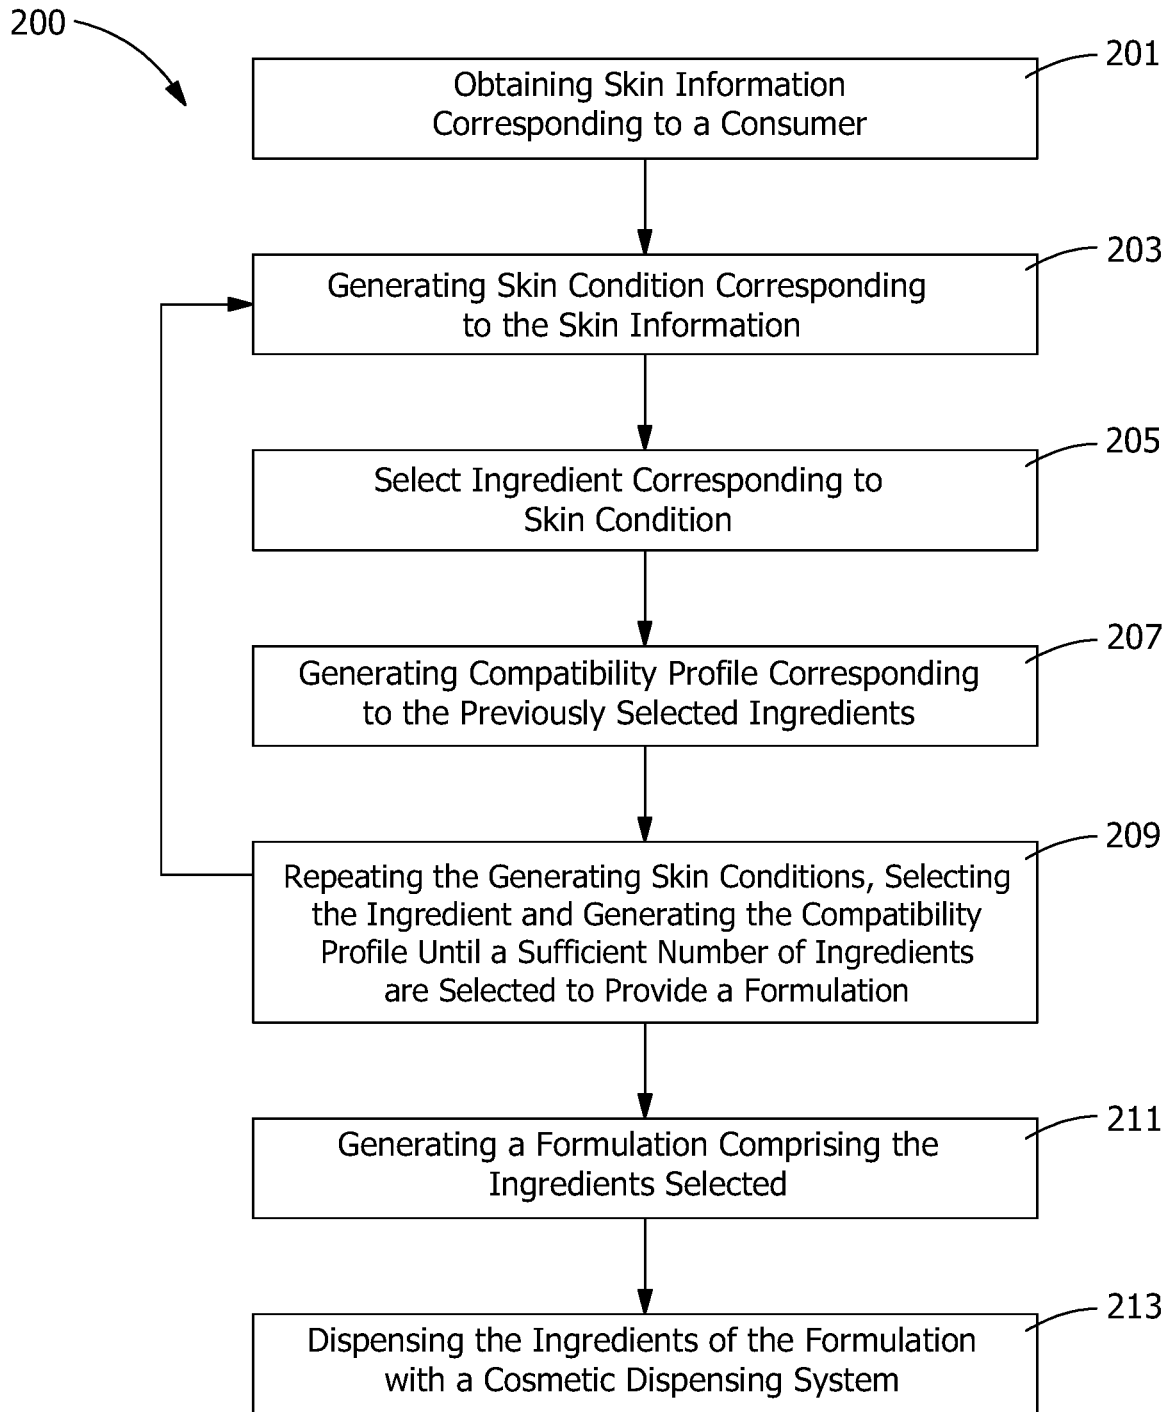 200
201
Obtaining Skin Information
Corresponding to a Consumer
203
Generating Skin Condition Corresponding
to the Skin Information
205
Select Ingredient Corresponding to
Skin Condition
207
Generating Compatibility Profile Corresponding
to the Previously Selected Ingredients
209
Repeating the Generating Skin Conditions, Selecting
the Ingredient and Generating the Compatibility
Profile Until a Sufficient Number of Ingredients
are Selected to Provide a Formulation
211
Generating a Formulation Comprising the
Ingredients Selected
213
Dispensing the Ingredients of the Formulation
with a Cosmetic Dispensing System